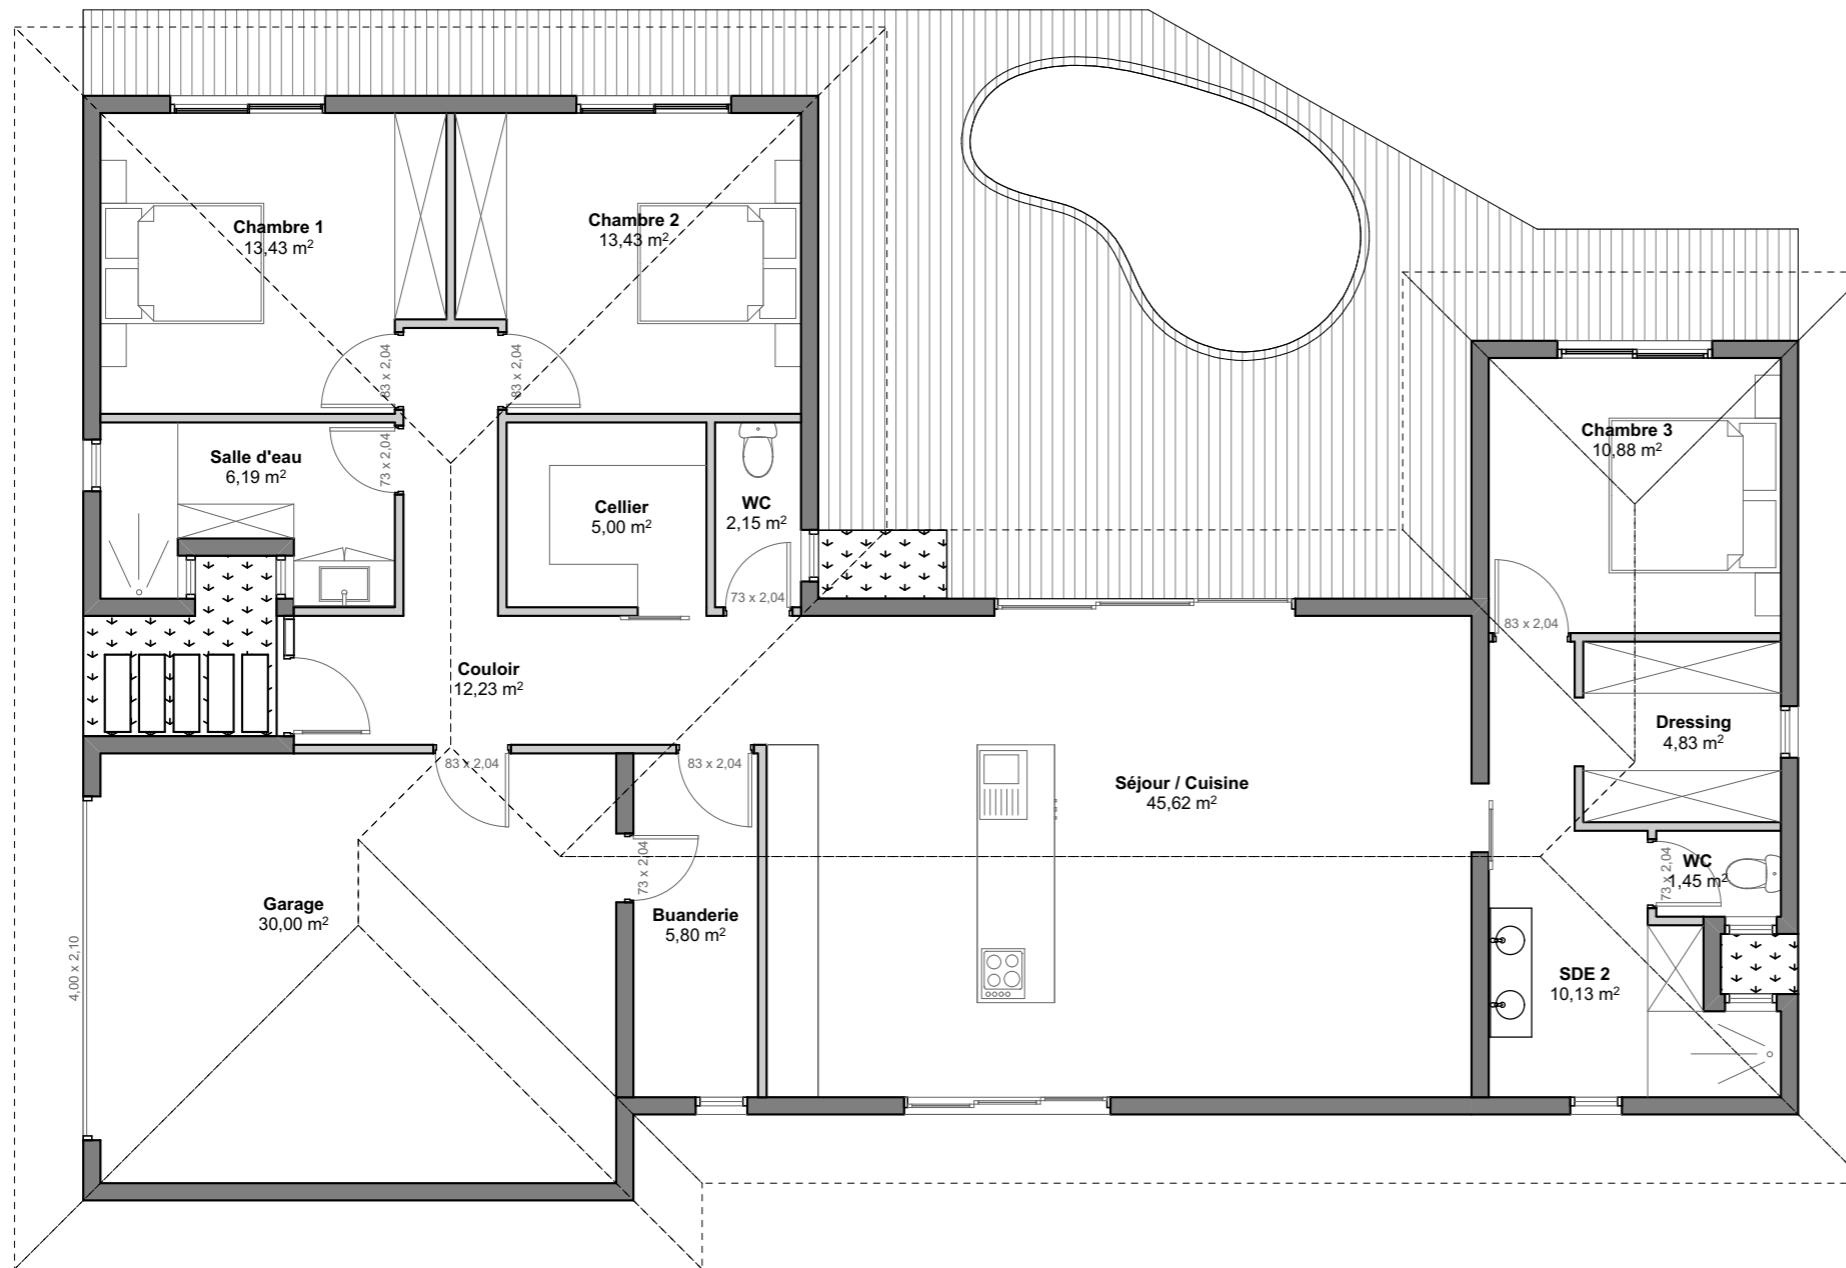 Chambre 1
13,43 m²
Chambre 2
13,43 m²
83 x 2,04
83 x 2,04
Salle d'eau
6,19 m²
73 x 2,04
Cellier
5,00 m²
WC
2,15 m²
73 x 2,04
Chambre 3
10,88 m²
83 x 2,04
Couloir
12,23 m²
Dressing
4,83 m²
83 x 2,04
83 x 2,04
Séjour / Cuisine
45,62 m²
73 x 2,04
WC
1,45 m²
73 x 2,04
Garage
30,00 m²
Buanderie
5,80 m²
4,00 x 2,10
SDE 2
10,13 m²